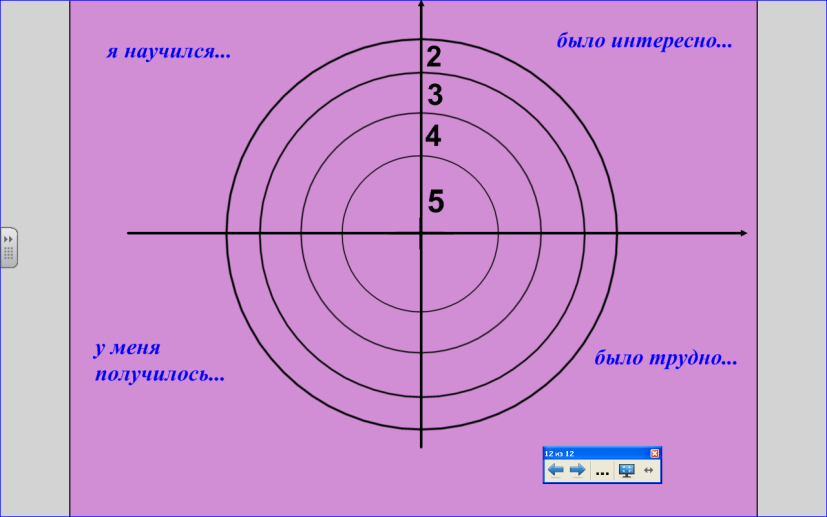 я научился...
было интересно...
2
3
4
5
у меня
получилось...
было трудно...
12 из 12
...